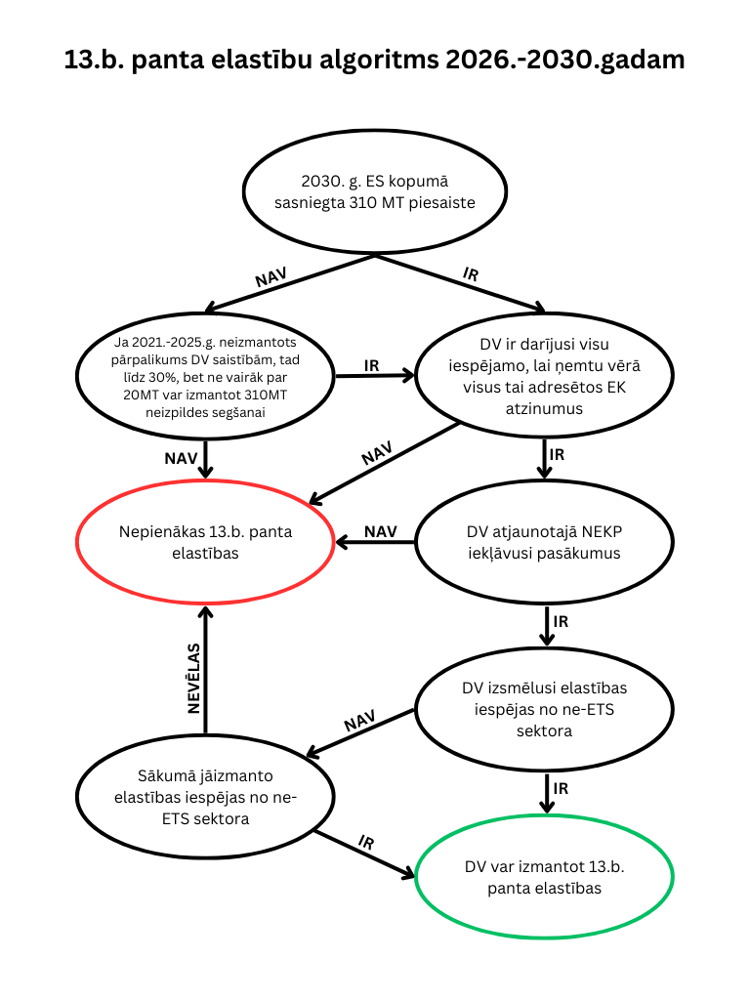 13.b. panta elastību algoritms 2026.-2030.gadam
2030. g. ES kopumā
sasniegta 310 MT piesaiste
NAV
IR
Ja 2021.-2025.g. neizmantots
pārpalikums DV saistībām, tad
līdz 30%, bet ne vairāk par
20MT var izmantot 310MT
neizpildes segšanai
IR
DV ir darījusi visu
iespējamo, lai ņemtu vērā
visus tai adresētos EK
atzinumus
NAV
NAV
IR
Nepienākas 13.b. panta
elastības
NAV
DV atjaunotajā NEKP
iekļāvusi pasākumus
IR
NEVĒLAS
DV izsmēlusi elastības
iespējas no ne-ETS
sektora
NAV
IR
Sākumā jāizmanto
elastības iespējas no ne-
ETS sektora
IR
DV var izmantot 13.b.
panta elastības